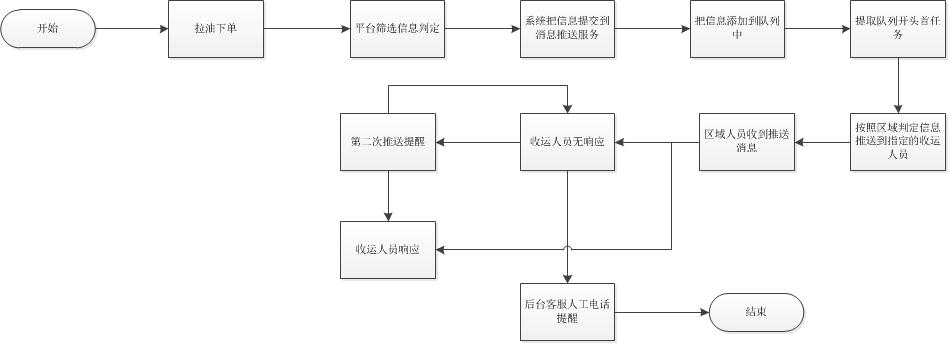 开始
拉油下单
平台筛选信息判定
系统把信息提交到
消息推送服务
把信息添加到队列
中
提取队列开头首任
务
第二次推送提醒
收运人员无响应
区域人员收到推送
消息
按照区域判定信息
推送到指定的收运
人员
收运人员响应
后台客服人工电话
提醒
结束